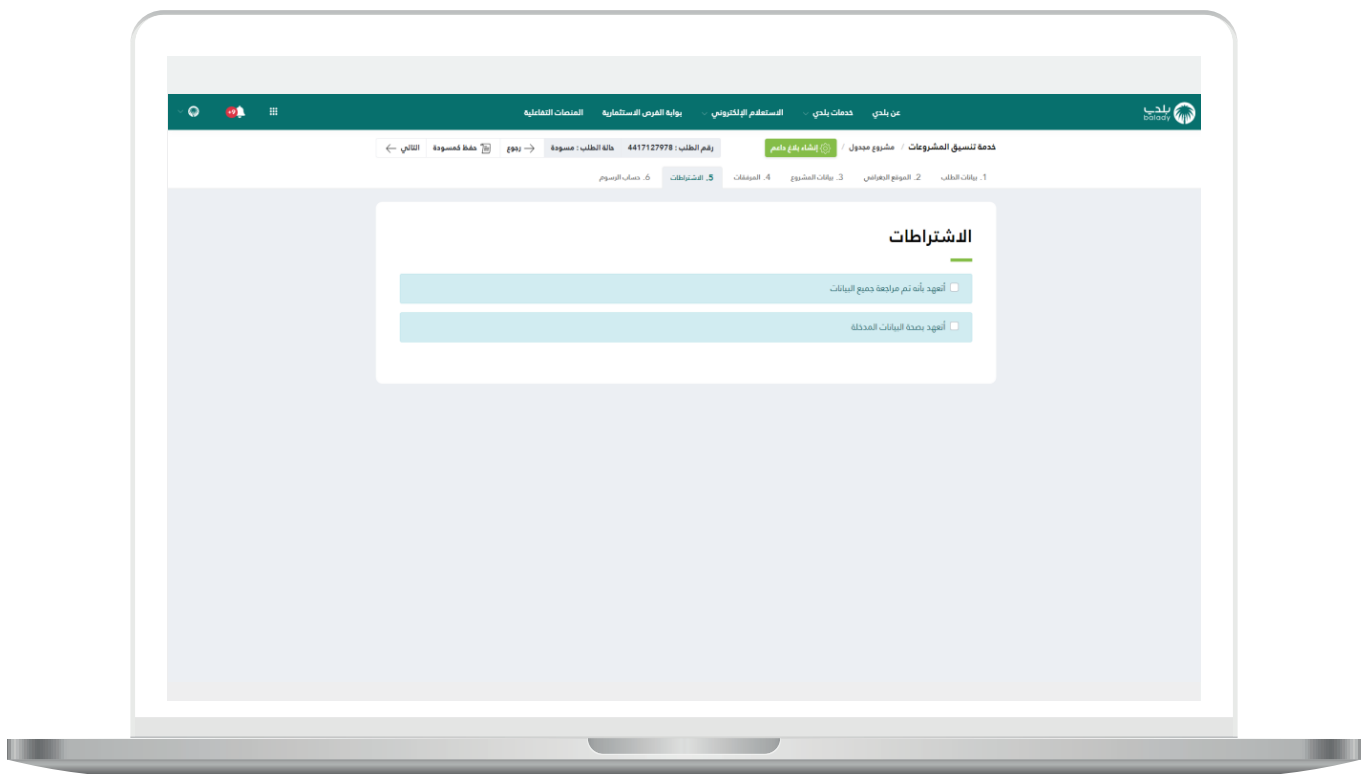 بلدي
balady
عن بلدي خدمات بلدي الاستعلام الإلكتروني بوابة الفرص الاستثمارية المنصات التفاعلية
خدمة تنسيق المشروعات / مشروع مجدول / إنشاء بلاغ داعم رقم الطلب : 4417127978 حالة الطلب : مسودة رجوع حفظ كمسودة التالي
1. بيانات الطلب 2. الموقع الجغرافي 3. بيانات المشروع 4. المرفقات 5. الاشتراطات 6. حساب الرسوم
الاشتراطات
أتعهد بأنه تم مراجعة جميع البيانات
أتعهد بصحة البيانات المدخلة